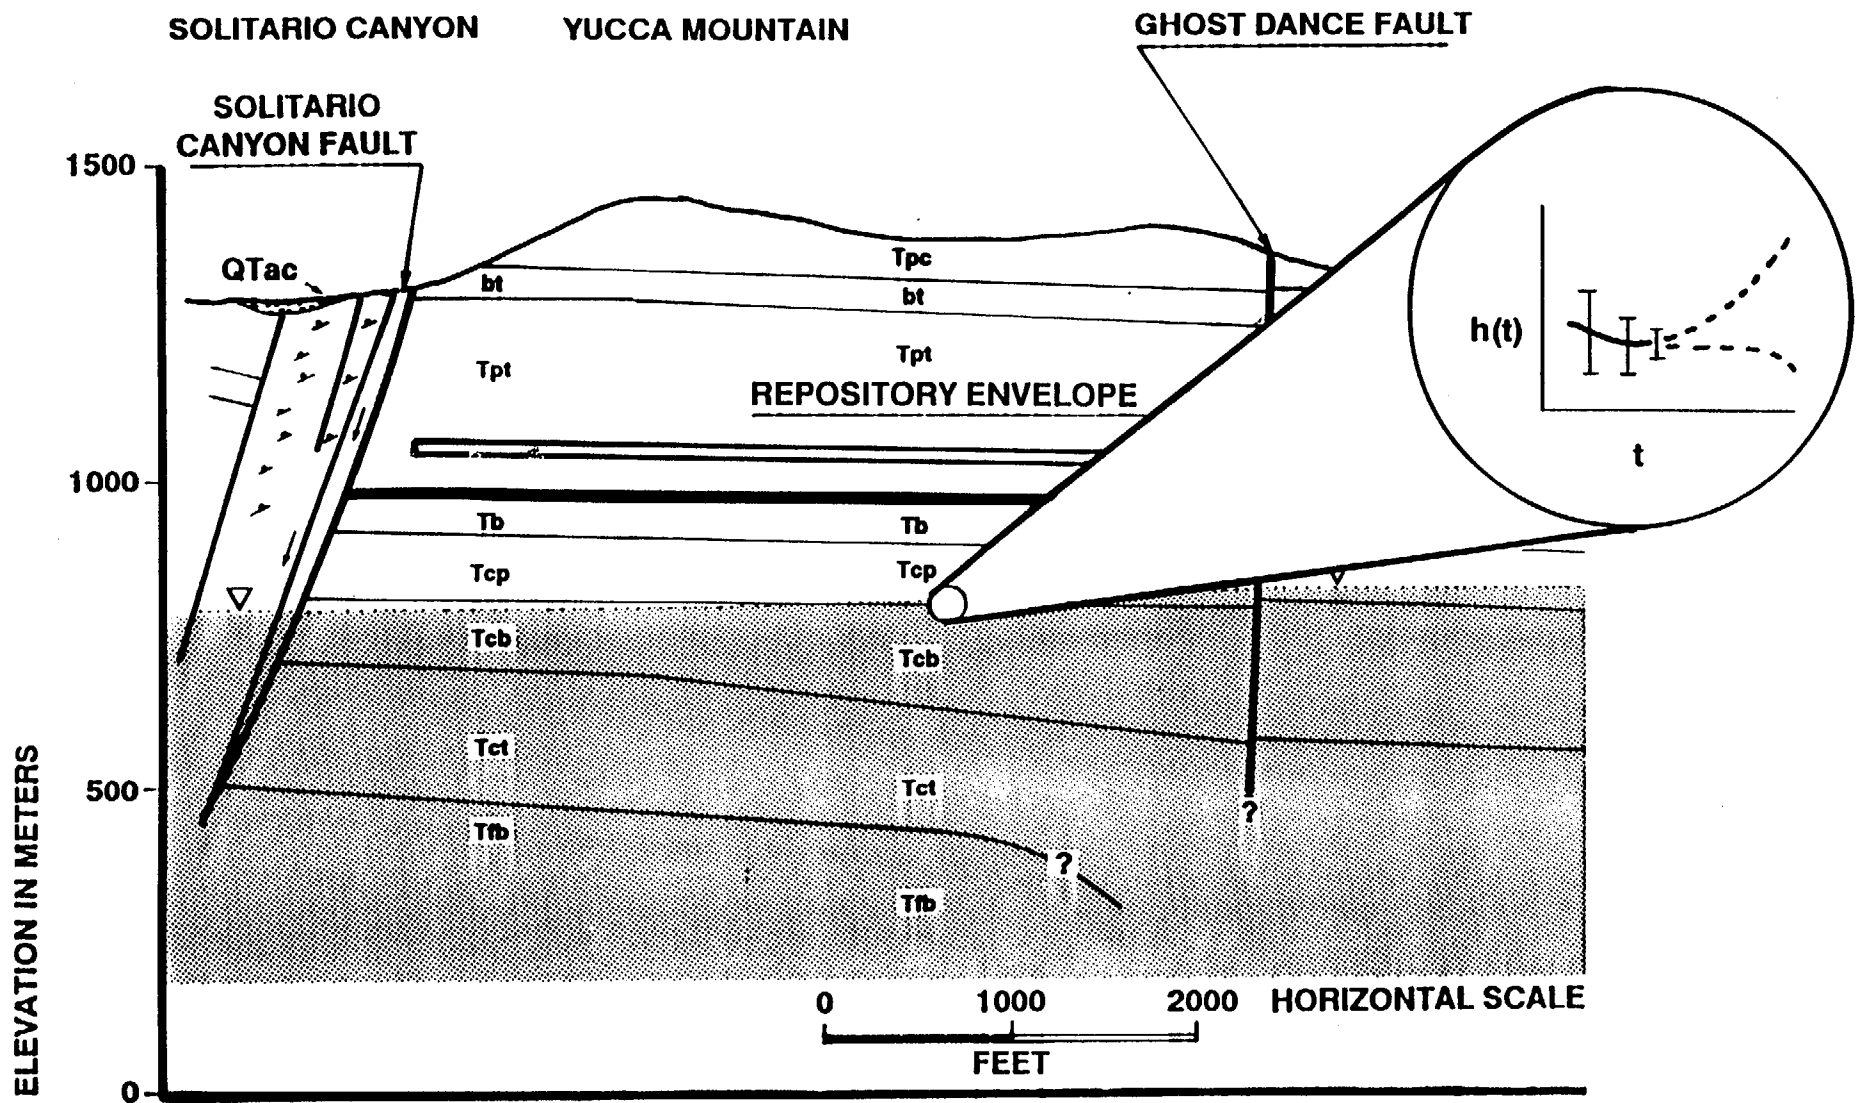 SOLITARIO CANYON
YUCCA MOUNTAIN
GHOST DANCE FAULT
SOLITARIO
CANYON FAULT
1500
QTac
Tpc
bt
bt
Tpt
Tpt
h(t)
t
REPOSITORY ENVELOPE
1000
Tb
Tb
Tcp
Tcp
Tcb
Tcb
Tct
Tct
500
?
Tfb
?
Tfb
0
1000
2000
HORIZONTAL SCALE
FEET
0
ELEVATION IN METERS